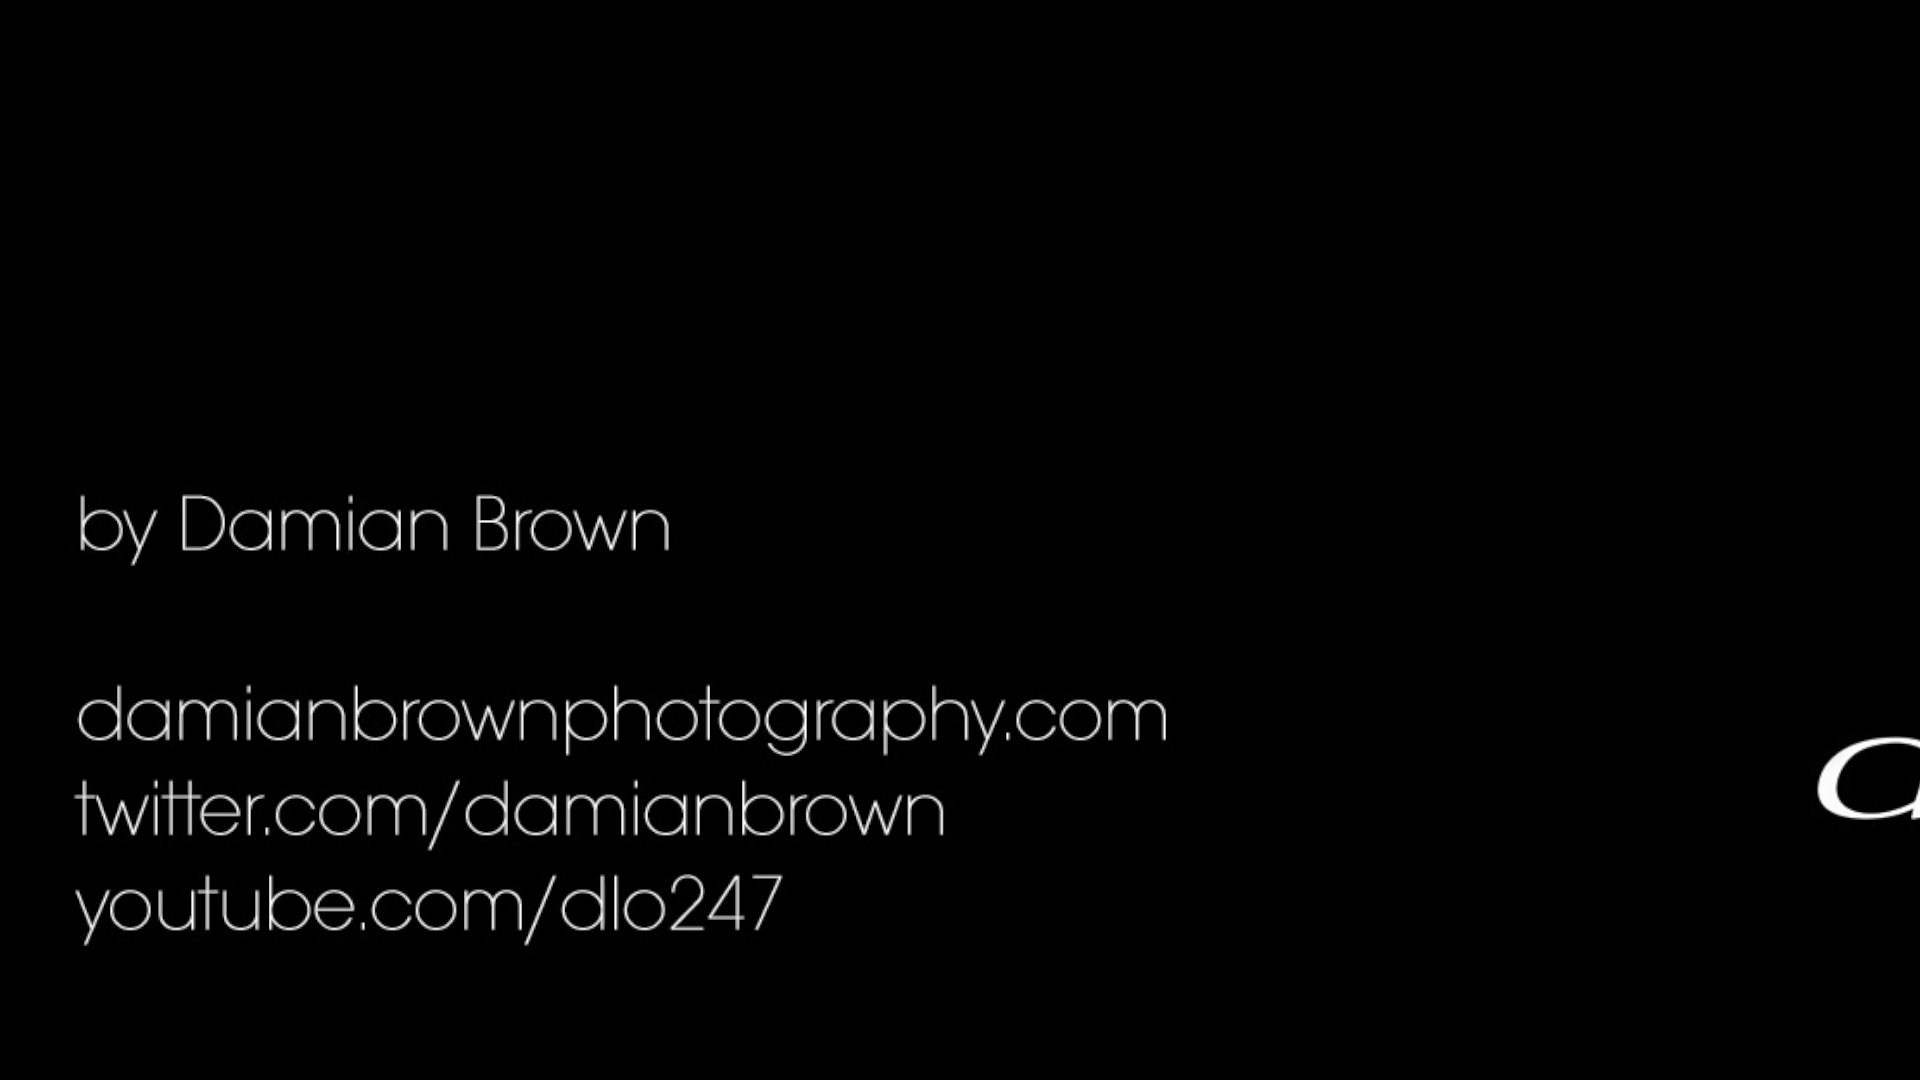 by Damian Brown
damianbrownphotography.com
twitter.com/damianbrown
youtube.com/dlo247